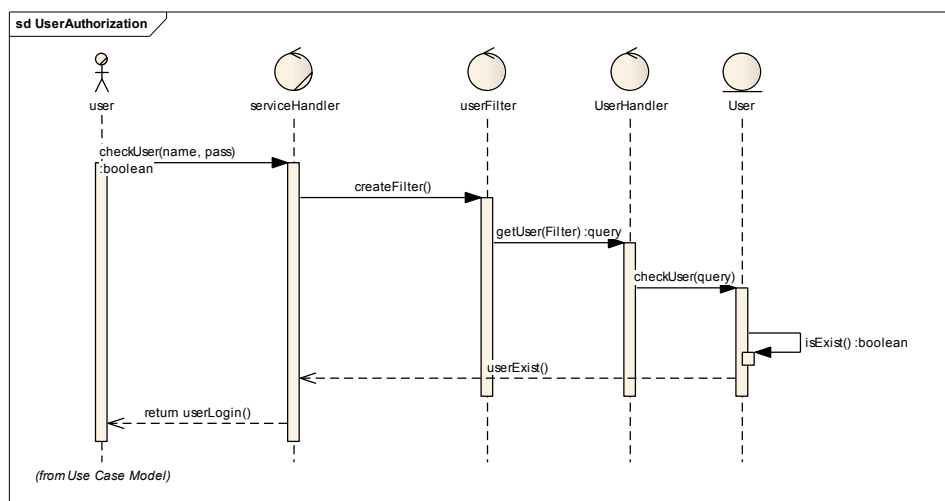 sd UserAuthorization
user
serviceHandler
userFilter
UserHandler
User
checkUser(name, pass)
:boolean
createFilter()
getUser(Filter) :query
checkUser(query)
isExist() :boolean
userExist()
return userLogin()
(from Use Case Model)